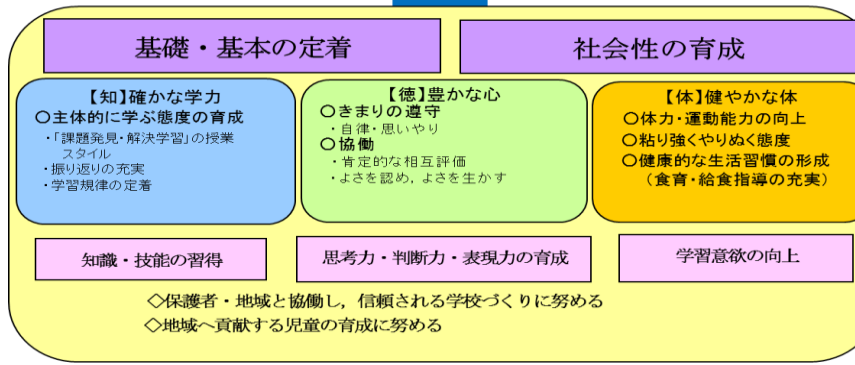 基礎・基本の定着
社会性の育成
【知】確かな学力
○主体的に学ぶ態度の育成
・「課題発見・解決学習」の授業
スタイル
・振り返りの充実
・学習規律の定着
【徳】豊かな心
○きまりの遵守
・自律・思いやり
○協働
・肯定的な相互評価
・よさを認め，よさを生かす
【体】健やかな体
○体力・運動能力の向上
○粘り強くやりぬく態度
○健康的な生活習慣の形成
（食育・給食指導の充実）
知識・技能の習得
思考力・判断力・表現力の育成
学習意欲の向上
◇保護者・地域と協働し，信頼される学校づくりに努める
◇地域へ貢献する児童の育成に努める